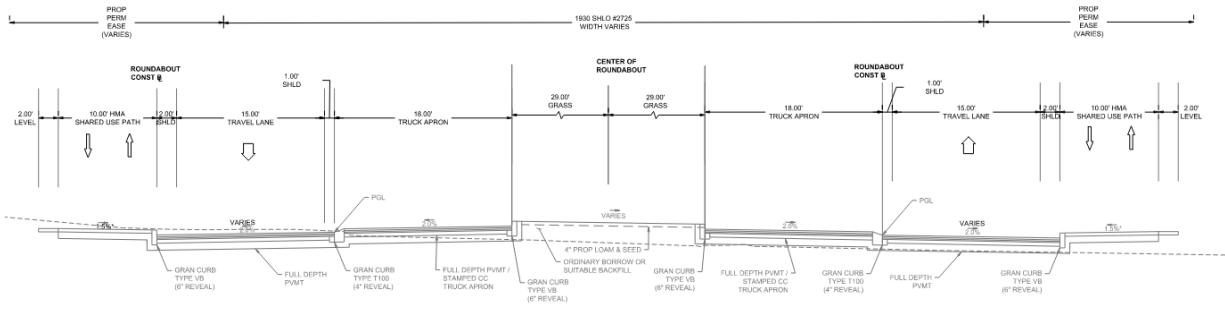 PROP
PERM
EASE
(VARIES)
1930 SHLO #2725
WIDTH VARIES
PROP
PERM
EASE
(VARIES)
ROUNDABOUT
CONST ℄
1.00'
SHLD
CENTER OF
ROUNDABOUT
ROUNDABOUT
CONST ℄
1.00'
SHLD
2.00'
LEVEL
10.00' HMA
SHARED USE PATH
2.00'
SHLD
15.00'
TRAVEL LANE
18.00'
TRUCK APRON
29.00'
GRASS
29.00'
GRASS
18.00'
TRUCK APRON
15.00'
TRAVEL LANE
2.00'
SHLD
10.00' HMA
SHARED USE PATH
2.00'
LEVEL
PGL
PGL
1.5%*
VARIES
2.0%
2.0%
VARIES
2.0%
VARIES
2.0%
1.5%*
4" PROP LOAM & SEED
ORDINARY BORROW OR
SUITABLE BACKFILL
GRAN CURB
TYPE VB
(6" REVEAL)
FULL DEPTH
PVMT
GRAN CURB
TYPE T100
(4" REVEAL)
FULL DEPTH PVMT /
STAMPED CC
TRUCK APRON
GRAN CURB
TYPE VB
(6" REVEAL)
GRAN CURB
TYPE VB
(6" REVEAL)
FULL DEPTH PVMT /
STAMPED CC
TRUCK APRON
GRAN CURB
TYPE T100
(4" REVEAL)
FULL DEPTH
PVMT
GRAN CURB
TYPE VB
(6" REVEAL)